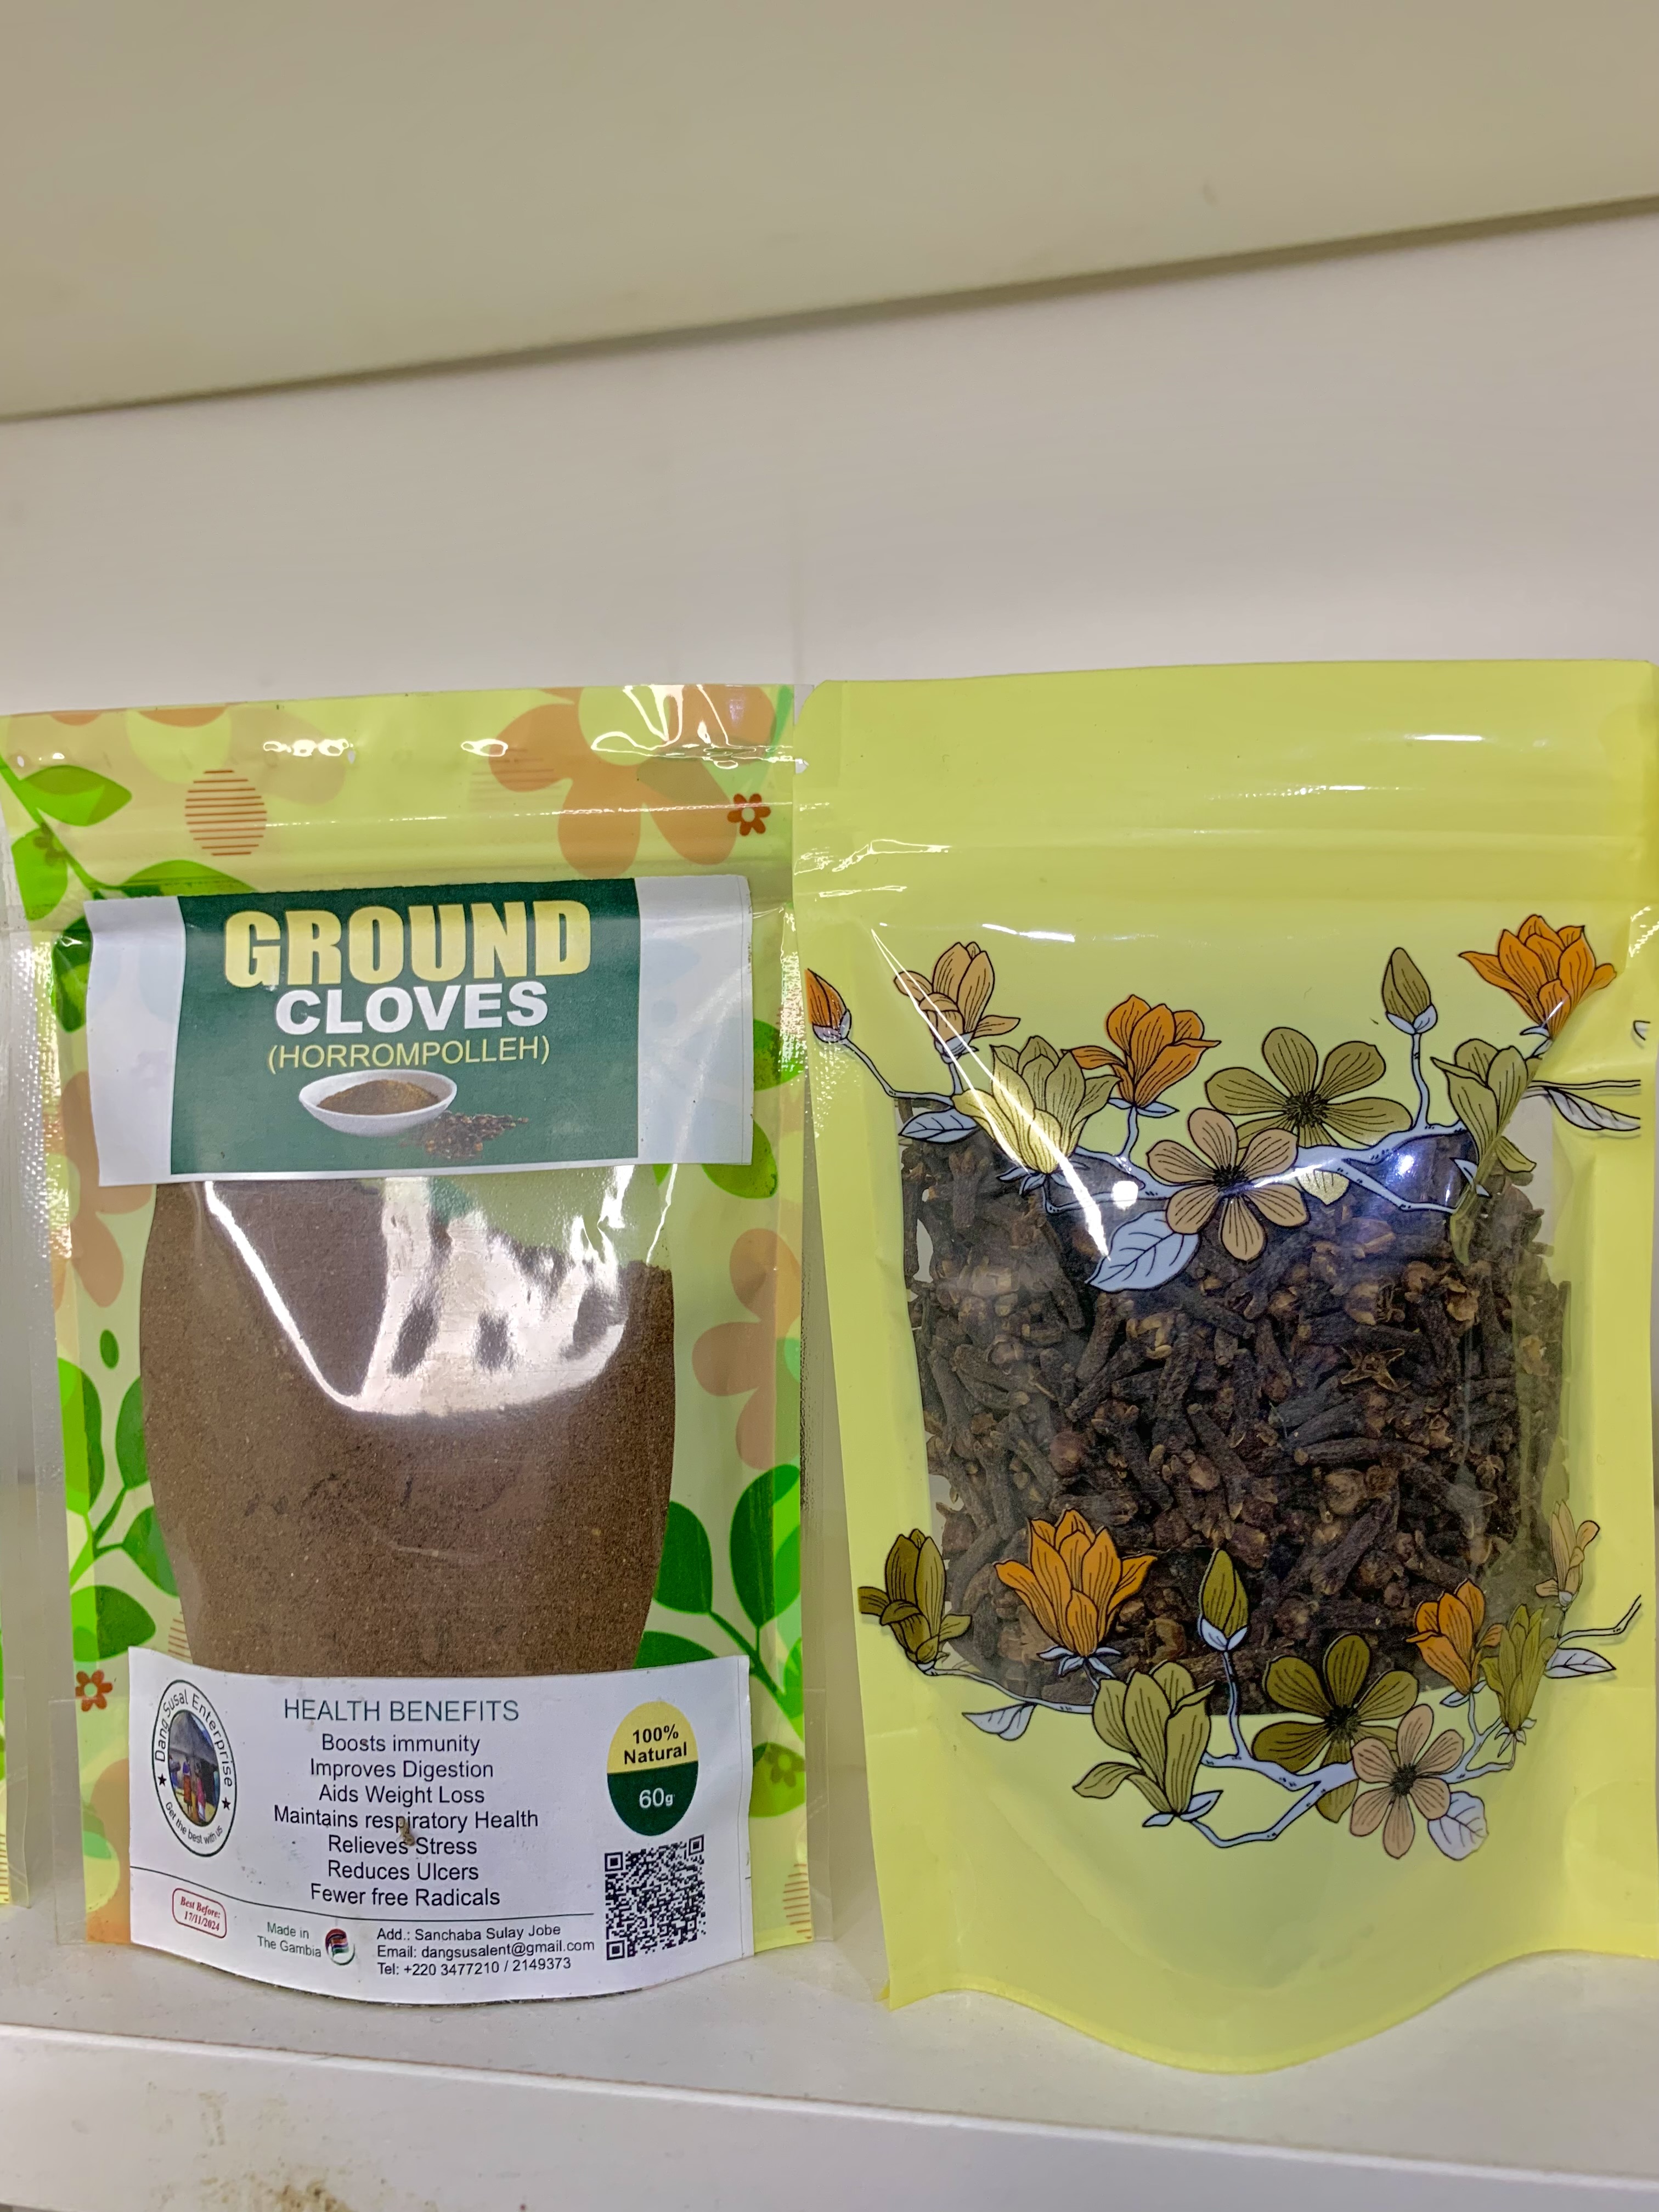 GROUND
CLOVES
(HORROMPOLLEH)
Dang Susal Enterprise
Get the best with us
HEALTH BENEFITS
Boosts immunity
Improves Digestion
Aids Weight Loss
Maintains respiratory Health
Relieves Stress
Reduces Ulcers
Fewer free Radicals
100%
Natural
60g
Best Before:
17/11/2024
Made in
The Gambia
Add.: Sanchaba Sulay Jobe
Email: dangsusalent@gmail.com
Tel: +220 3477210 / 2149373